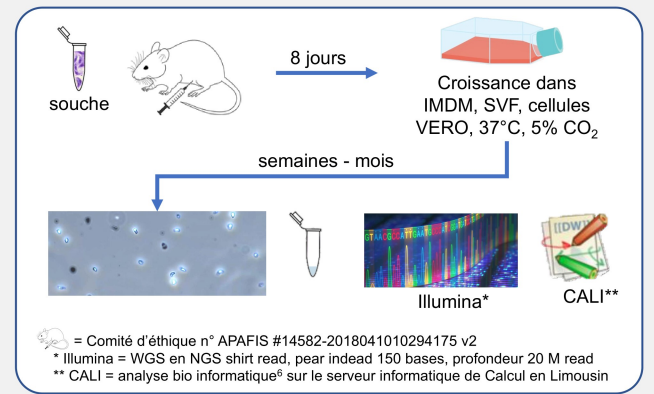 souche
8 jours
Croissance dans
IMDM, SVF, cellules
VERO, 37°C, 5% CO₂
semaines - mois
GTAACGCCATTGAATG
[[DW]]
Illumina*
CALI**
= Comité d'éthique n° APAFIS #14582-2018041010294175 v2
* Illumina = WGS en NGS shirt read, pear indead 150 bases, profondeur 20 M read
** CALI = analyse bio informatique⁶ sur le serveur informatique de Calcul en Limousin